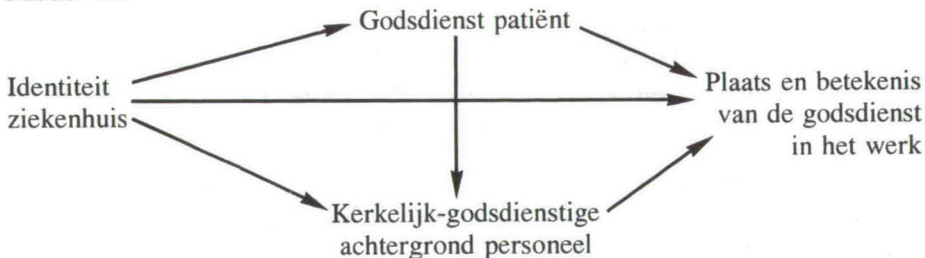 Godsdienst patiënt
Identiteit
ziekenhuis
Plaats en betekenis
van de godsdienst
in het werk
Kerkelijk-godsdienstige
achtergrond personeel